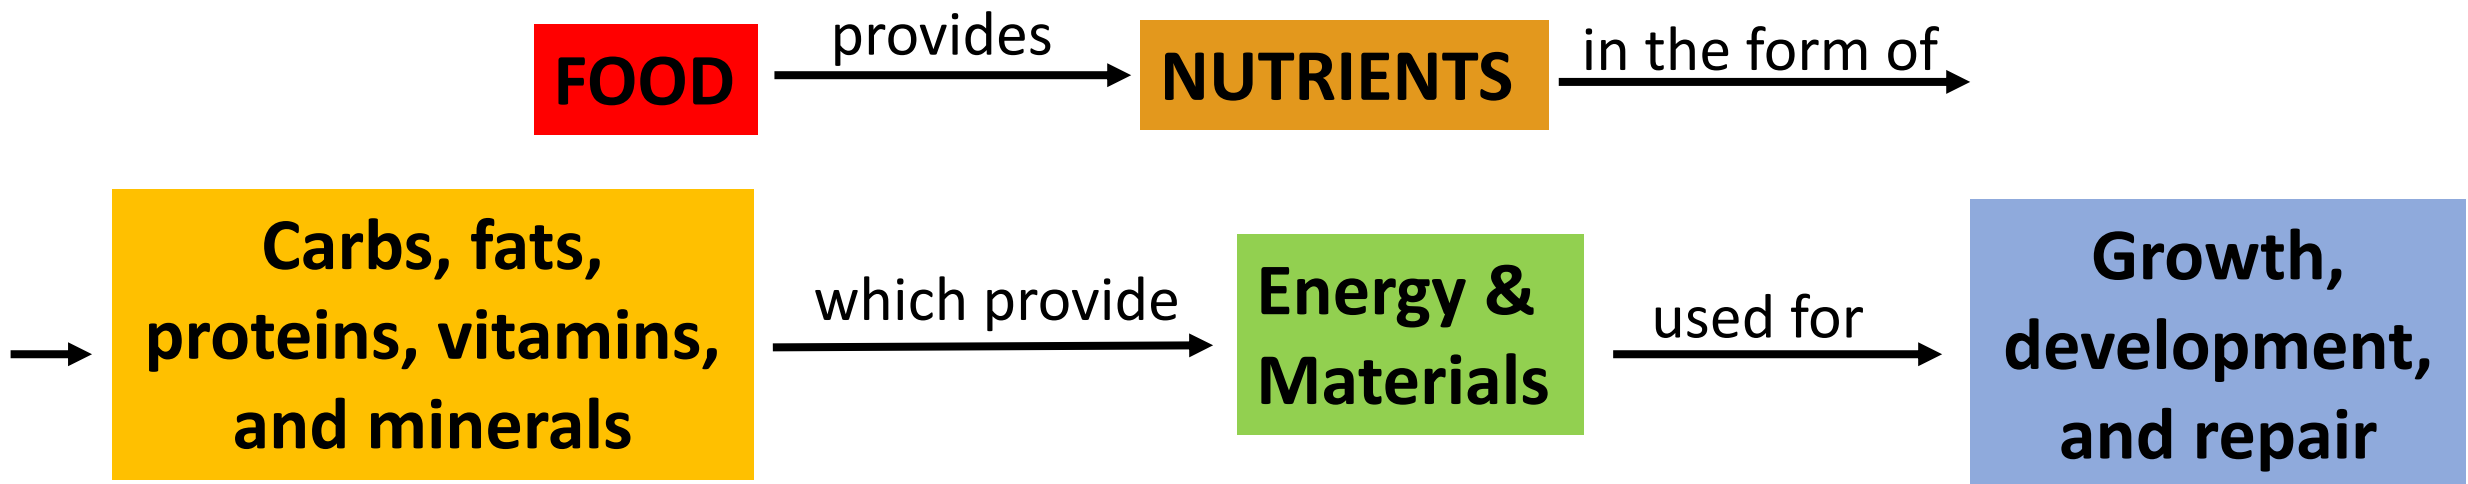 FOOD provides NUTRIENTS in the form of
Carbs, fats,
proteins, vitamins,
and minerals
which provide
Energy &
Materials
used for
Growth,
development,
and repair